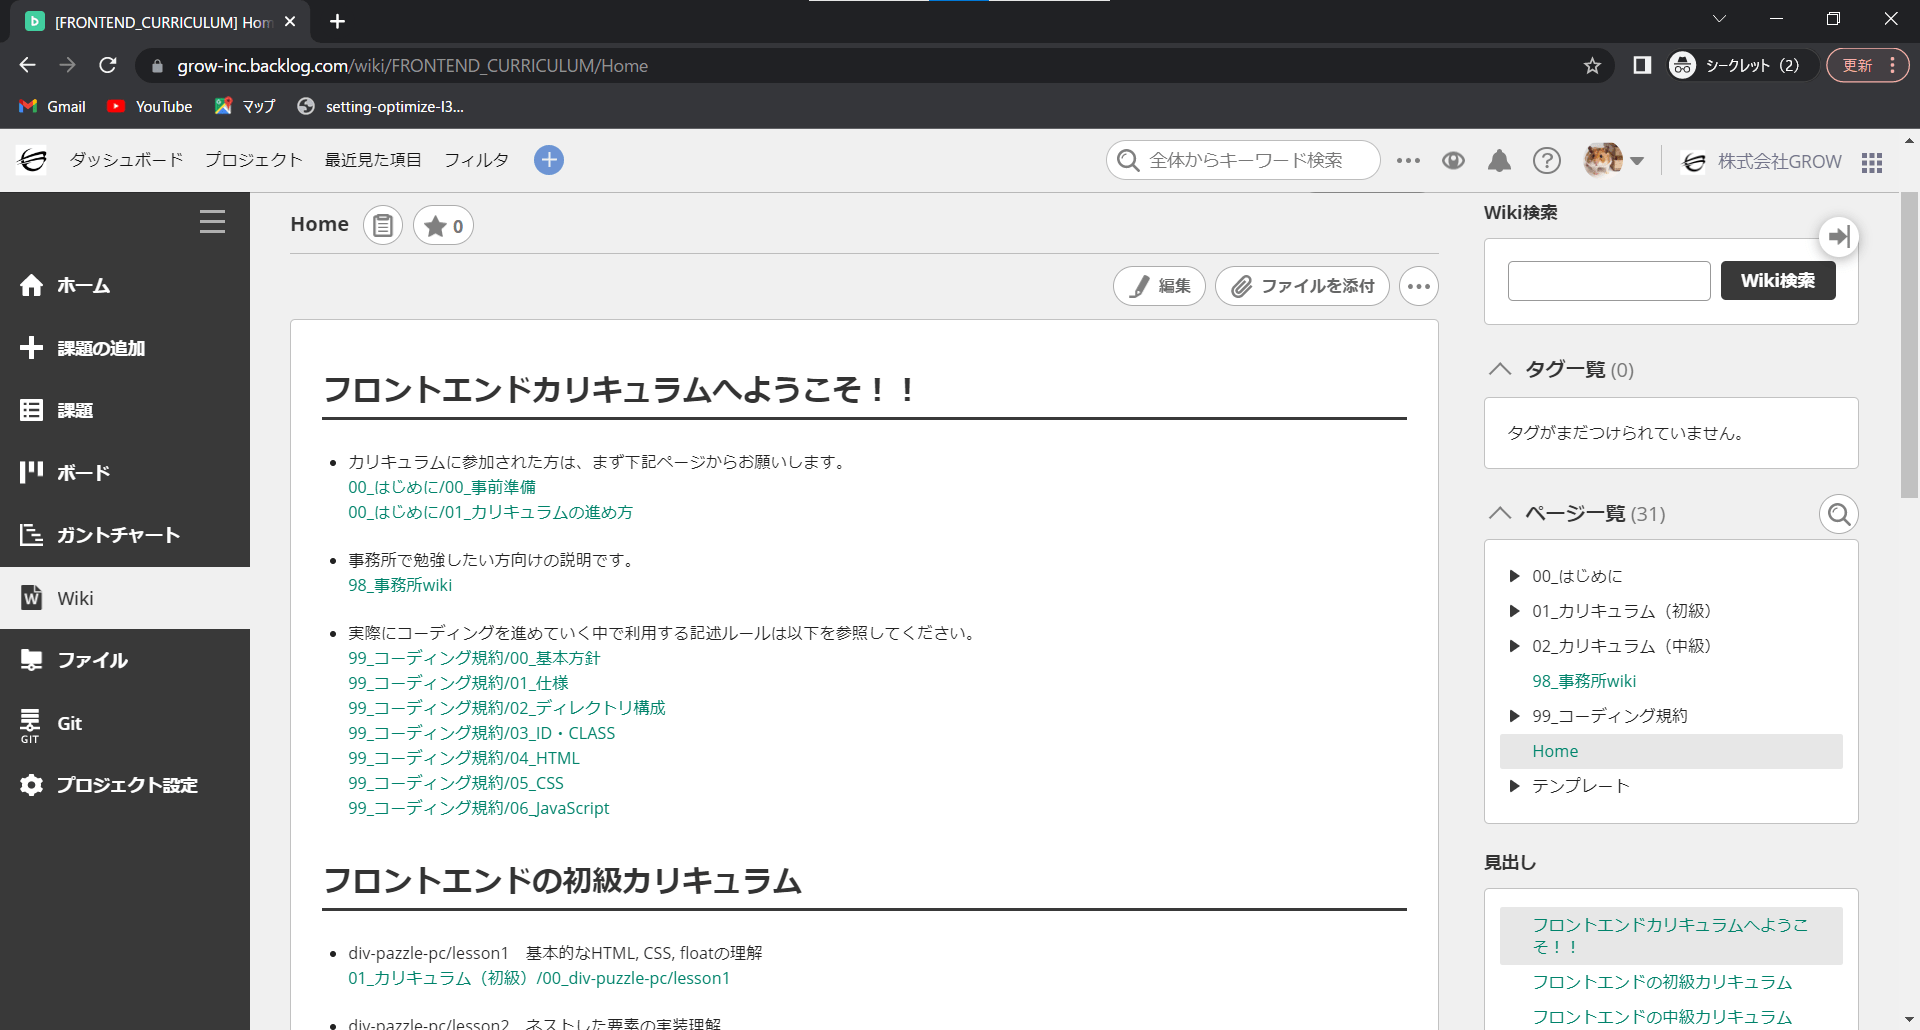 [FRONTEND_CURRICULUM] Hom
grow-inc.backlog.com/wiki/FRONTEND_CURRICULUM/Home
シークレット (2)
更新
Gmail
YouTube
マップ
setting-optimize-l3...
ダッシュボード
プロジェクト
最近見た項目
フィルタ
全体からキーワード検索
株式会社GROW
ホーム
課題の追加
課題
ボード
ガントチャート
Wiki
ファイル
Git
GIT
プロジェクト設定
Home
0
編集
ファイルを添付
フロントエンドカリキュラムへようこそ！！
カリキュラムに参加された方は、まず下記ページからお願いします。
00_はじめに/00_事前準備
00_はじめに/01_カリキュラムの進め方
事務所で勉強したい方向けの説明です。
98_事務所wiki
実際にコーディングを進めていく中で利用する記述ルールは以下を参照してください。
99_コーディング規約/00_基本方針
99_コーディング規約/01_仕様
99_コーディング規約/02_ディレクトリ構成
99_コーディング規約/03_ID・CLASS
99_コーディング規約/04_HTML
99_コーディング規約/05_CSS
99_コーディング規約/06_JavaScript
フロントエンドの初級カリキュラム
div-pazzle-pc/lesson1　基本的なHTML, CSS, floatの理解
01_カリキュラム（初級）/00_div-puzzle-pc/lesson1
div-pazzle-pc/lesson2　ネストした要素の実装理解
Wiki検索
Wiki検索
タグ一覧 (0)
タグがまだつけられていません。
ページ一覧 (31)
00_はじめに
01_カリキュラム（初級）
02_カリキュラム（中級）
98_事務所wiki
99_コーディング規約
Home
テンプレート
見出し
フロントエンドカリキュラムへようこ
そ！！
フロントエンドの初級カリキュラム
フロントエンドの中級カリキュラム